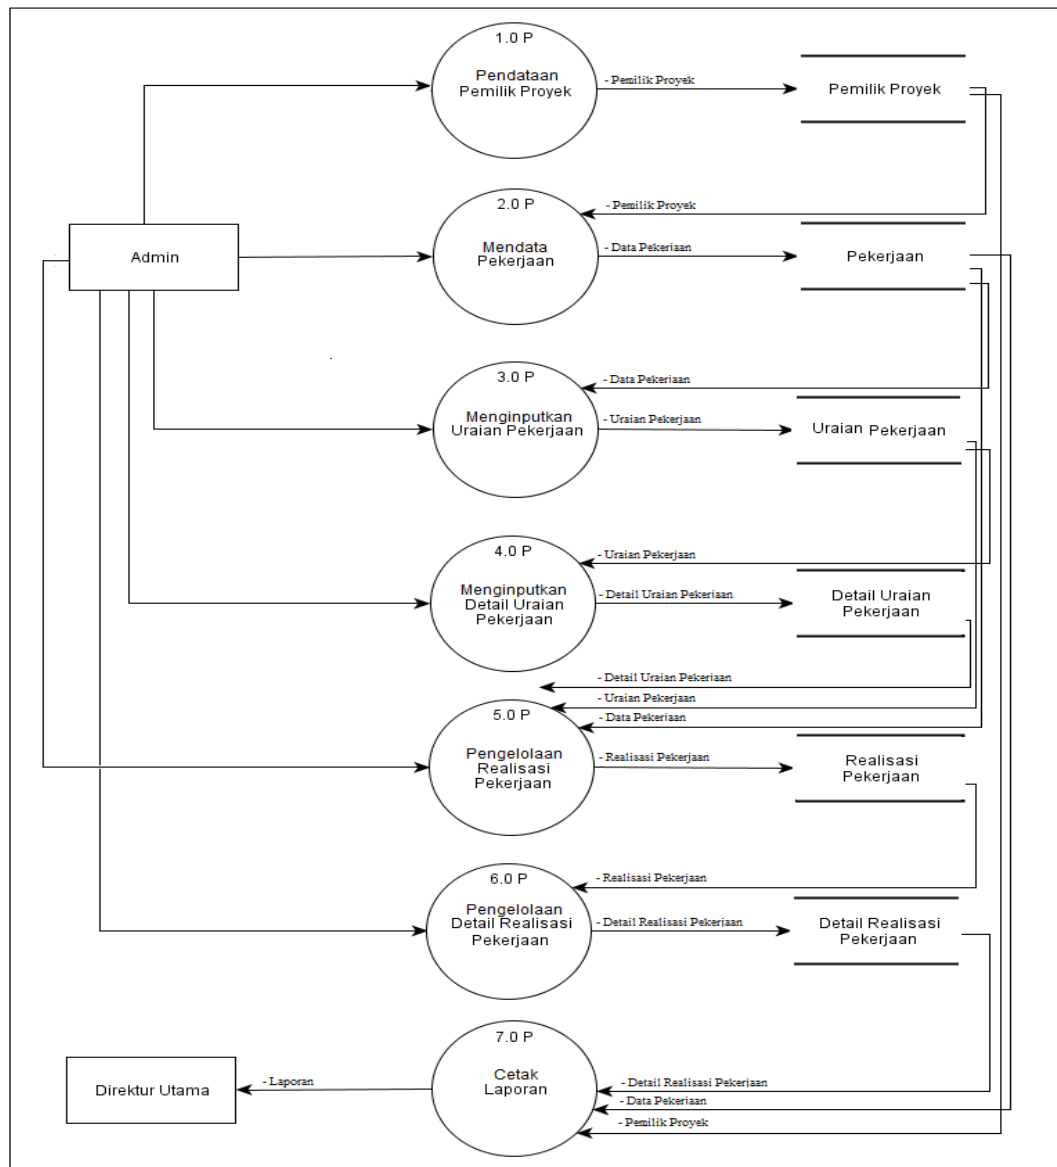 1.0 P
Pendataan
Pemilik Proyek
- Pemilik Proyek
Pemilik Proyek
2.0 P
- Pemilik Proyek
Admin
Mendata
Pekerjaan
- Data Pekerjaan
Pekerjaan
3.0 P
- Data Pekerjaan
Menginputkan
Uraian Pekerjaan
- Uraian Pekerjaan
Uraian Pekerjaan
4.0 P
- Uraian Pekerjaan
Menginputkan
Detail Uraian
Pekerjaan
- Detail Uraian Pekerjaan
Detail Uraian
Pekerjaan
- Detail Uraian Pekerjaan
- Uraian Pekerjaan
- Data Pekerjaan
5.0 P
Pengelolaan
Realisasi
Pekerjaan
- Realisasi Pekerjaan
Realisasi
Pekerjaan
6.0 P
- Realisasi Pekerjaan
Pengelolaan
Detail Realisasi
Pekerjaan
- Detail Realisasi Pekerjaan
Detail Realisasi
Pekerjaan
7.0 P
Cetak
Laporan
- Laporan
Direktur Utama
- Detail Realisasi Pekerjaan
- Data Pekerjaan
- Pemilik Proyek